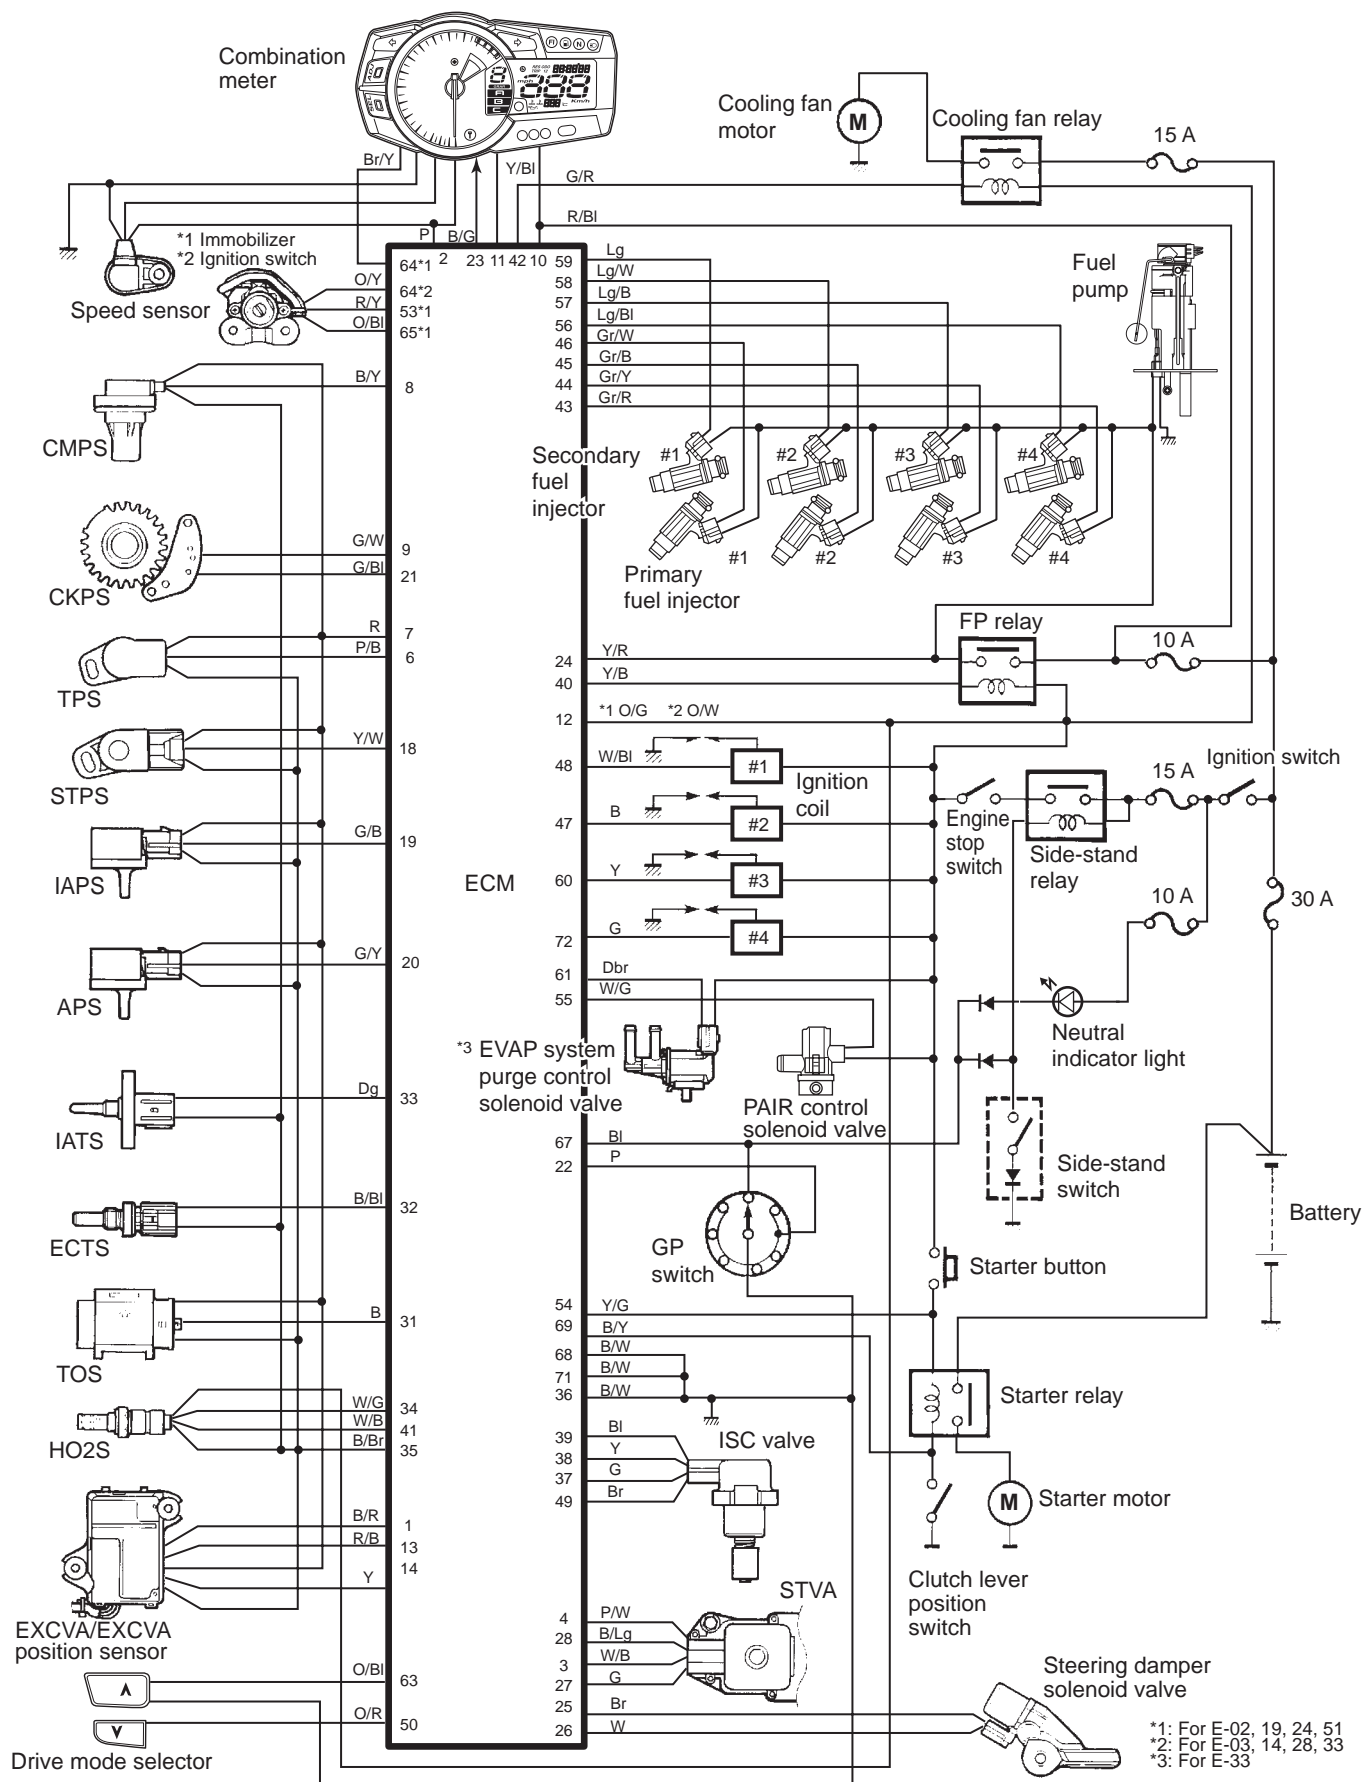 Combination
meter
Cooling fan
motor
M
Cooling fan relay
15 A
Br/Y
Y/Bl
G/R
R/Bl
P
B/G
*1 Immobilizer
*2 Ignition switch
Speed sensor
64*1
2
23
11
42
10
O/Y
64*2
R/Y
53*1
O/Bl
65*1
59
Lg
58
Lg/W
57
Lg/B
56
Lg/Bl
46
Gr/W
45
Gr/B
44
Gr/Y
43
Gr/R
Fuel
pump
B/Y
8
CMPS
Secondary
fuel
injector
#1
#2
#3
#4
#1
#2
#3
#4
Primary
fuel injector
G/W
9
G/Bl
21
CKPS
R
7
P/B
6
TPS
FP relay
10 A
24
Y/R
40
Y/B
12
*1 O/G
*2 O/W
Y/W
18
STPS
48
W/Bl
#1
Ignition
coil
47
B
#2
60
Y
#3
72
G
#4
15 A
Ignition switch
Engine
stop
switch
Side-stand
relay
10 A
30 A
G/B
19
IAPS
ECM
G/Y
20
APS
61
Dbr
55
W/G
*3 EVAP system
purge control
solenoid valve
PAIR control
solenoid valve
Neutral
indicator light
Dg
33
IATS
67
Bl
22
P
Side-stand
switch
Battery
B/Bl
32
ECTS
GP
switch
Starter button
B
31
TOS
54
Y/G
69
B/Y
68
B/W
71
B/W
36
B/W
Starter relay
W/G
34
W/B
41
B/Br
35
HO2S
39
Bl
38
Y
37
G
49
Br
ISC valve
M
Starter motor
B/R
1
R/B
13
14
Y
EXCVA/EXCVA
position sensor
Clutch lever
position
switch
STVA
4
P/W
28
B/Lg
3
W/B
27
G
25
Br
26
W
O/Bl
63
O/R
50
Drive mode selector
Steering damper
solenoid valve
*1: For E-02, 19, 24, 51
*2: For E-03, 14, 28, 33
*3: For E-33